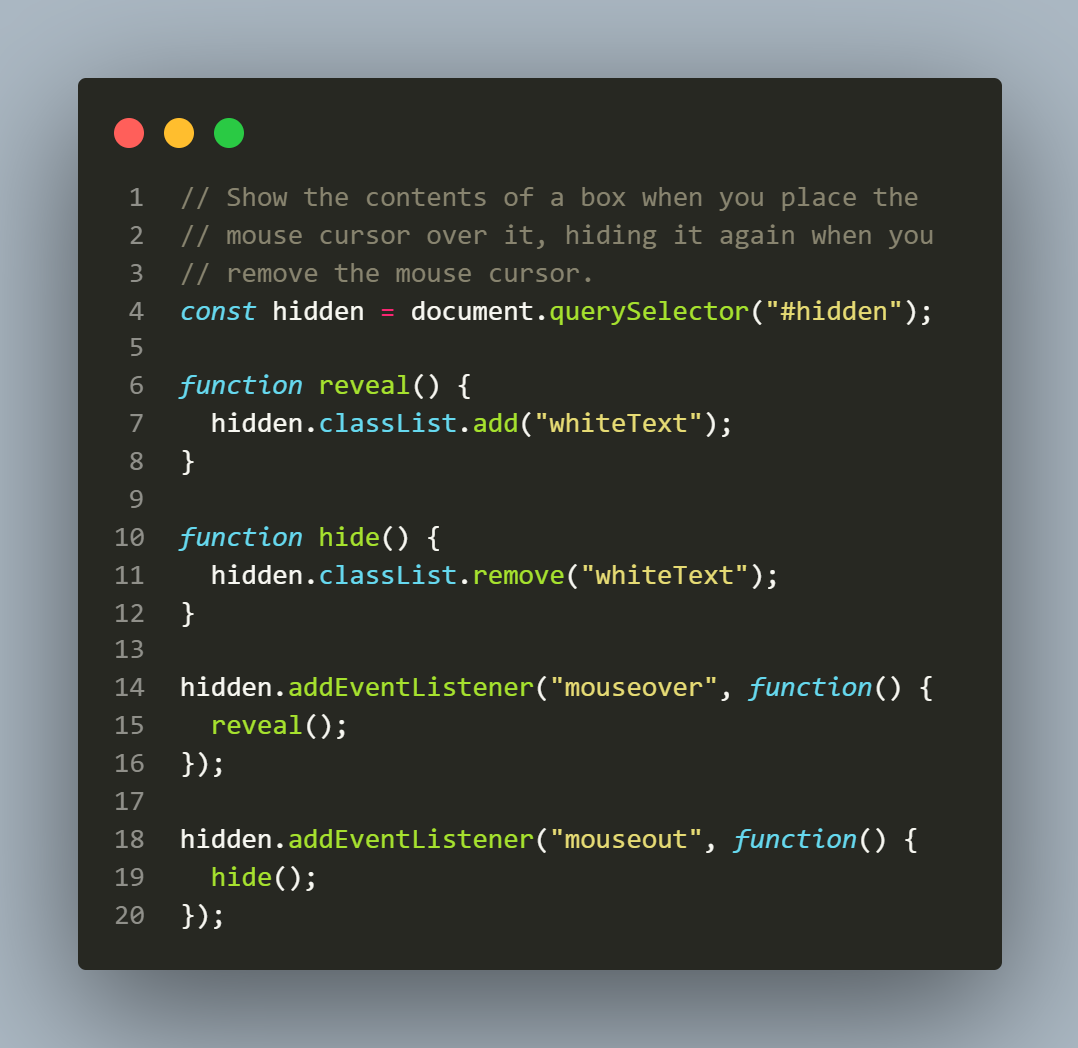 1 // Show the contents of a box when you place the
2 // mouse cursor over it, hiding it again when you
3 // remove the mouse cursor.
4 const hidden = document.querySelector("#hidden");
5
6 function reveal() {
7   hidden.classList.add("whiteText");
8 }
9
10 function hide() {
11   hidden.classList.remove("whiteText");
12 }
13
14 hidden.addEventListener("mouseover", function() {
15   reveal();
16 });
17
18 hidden.addEventListener("mouseout", function() {
19   hide();
20 });